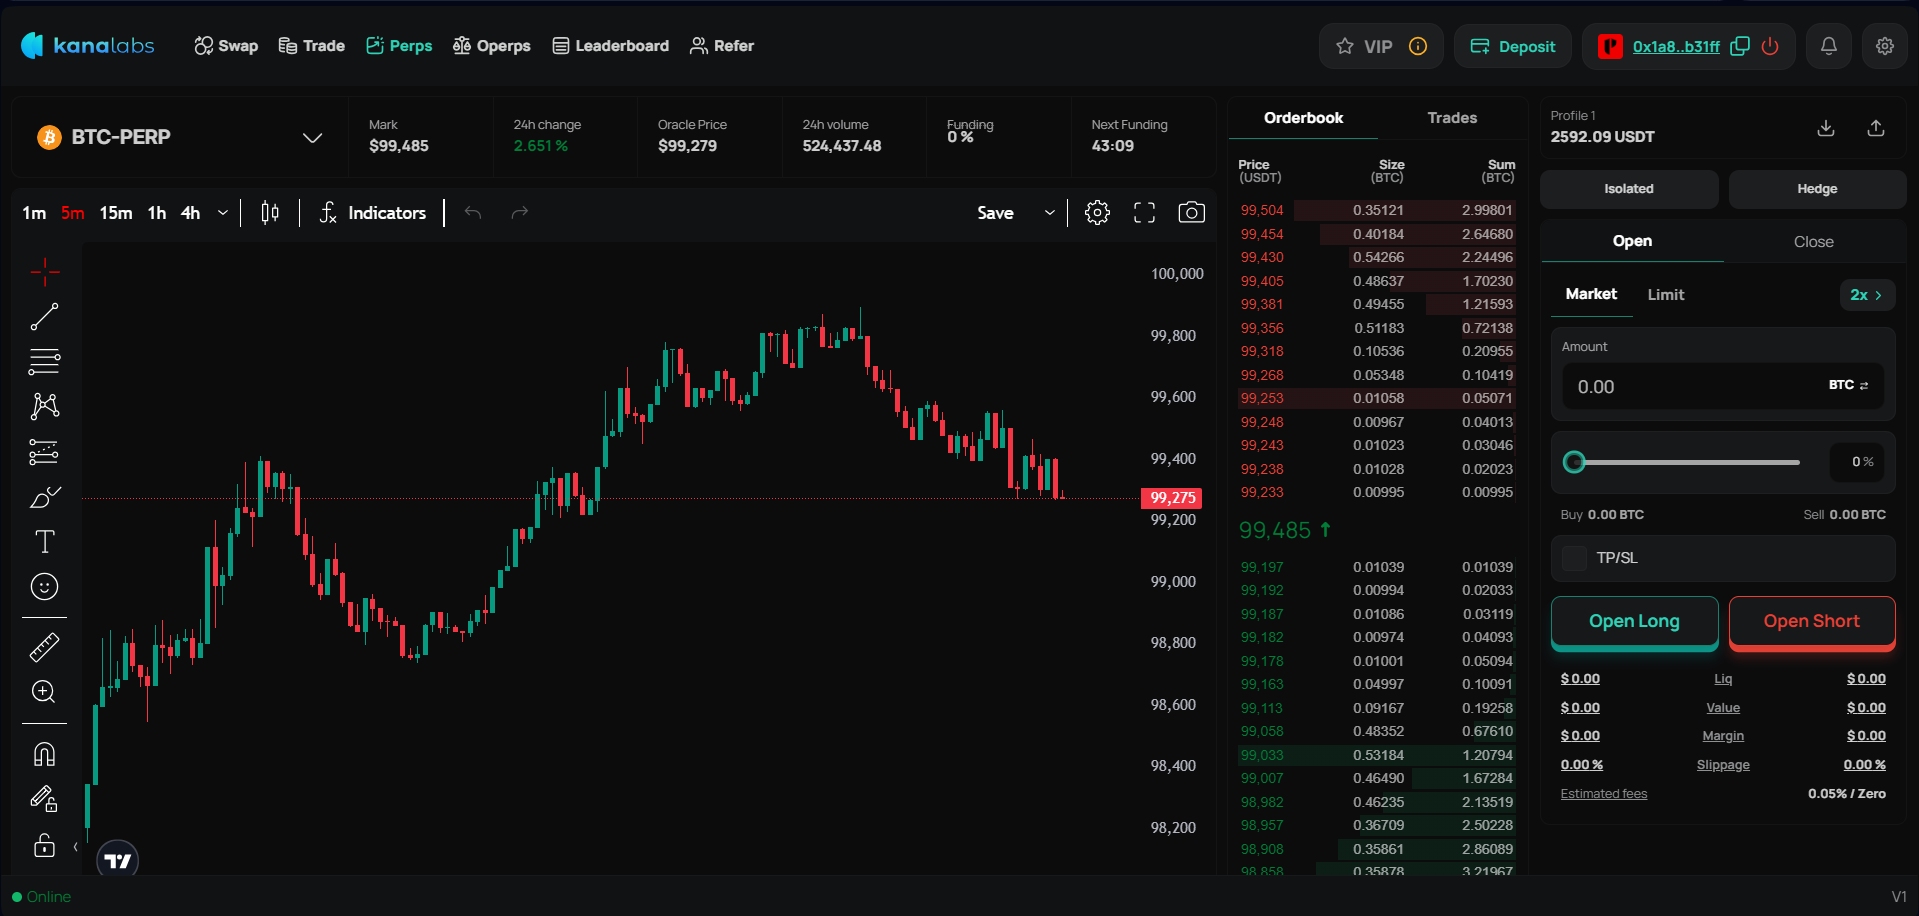 kanalabs Swap Trade Perps Operps Leaderboard Refer VIP Deposit 0x1a8..b31ff
BTC-PERP
Mark
$99,485
24h change
2.651 %
Oracle Price
$99,279
24h volume
524,437.48
Funding
0 %
Next Funding
43:09
1m 5m 15m 1h 4h Indicators Save
100,000
99,800
99,600
99,400
99,275
99,200
99,000
98,800
98,600
98,400
98,200
Orderbook Trades
Price Size Sum
(USDT) (BTC) (BTC)
99,504 0.35121 2.99801
99,454 0.40184 2.64680
99,430 0.54266 2.24496
99,405 0.48637 1.70230
99,381 0.49455 1.21593
99,356 0.51183 0.72138
99,318 0.10536 0.20955
99,268 0.05348 0.10419
99,253 0.01058 0.05071
99,248 0.00967 0.04013
99,243 0.01023 0.03046
99,238 0.01028 0.02023
99,233 0.00995 0.00995
99,485 ↑
99,197 0.01039 0.01039
99,192 0.00994 0.02033
99,187 0.01086 0.03119
99,182 0.00974 0.04093
99,178 0.01001 0.05094
99,163 0.04997 0.10091
99,113 0.09167 0.19258
99,058 0.48352 0.67610
99,033 0.53184 1.20794
99,007 0.46490 1.67284
98,982 0.46235 2.13519
98,957 0.36709 2.50228
98,908 0.35861 2.86089
98,858 0.35878 3.21967
Profile 1
2592.09 USDT
Isolated Hedge
Open Close
Market Limit 2x >
Amount
0.00 BTC
0 %
Buy 0.00 BTC Sell 0.00 BTC
TP/SL
Open Long Open Short
$ 0.00 Liq $ 0.00
$ 0.00 Value $ 0.00
$ 0.00 Margin $ 0.00
0.00 % Slippage 0.00 %
Estimated fees 0.05% / Zero
Online V1